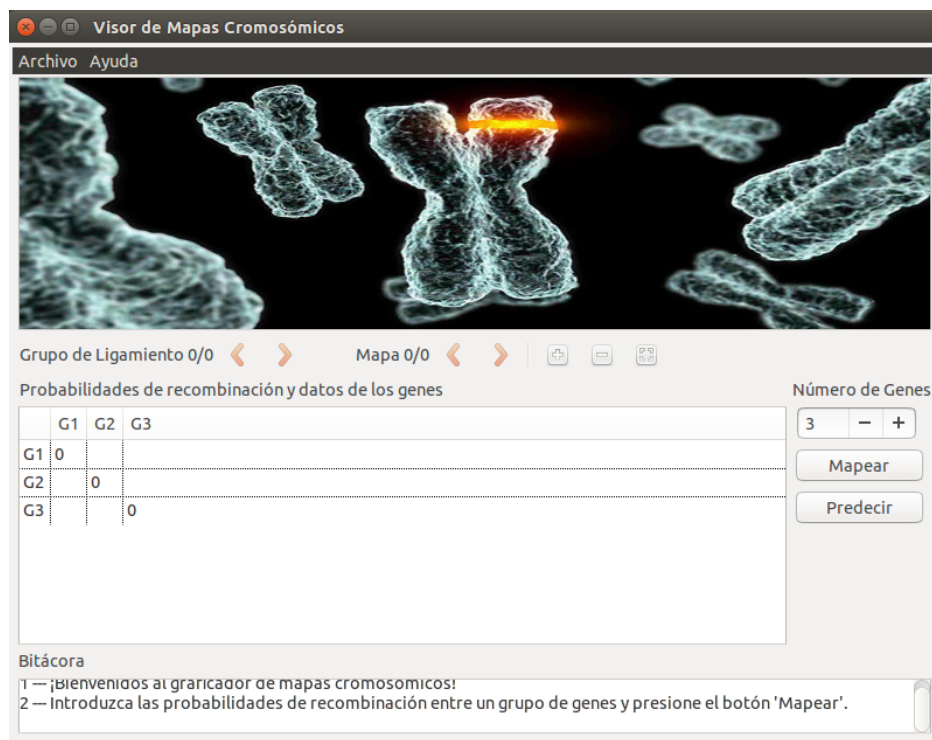 Visor de Mapas Cromosómicos
Archivo Ayuda
Grupo de Ligamiento 0/0 Mapa 0/0
Probabilidades de recombinación y datos de los genes Número de Genes
G1 G2 G3 3 − +
G1 0
Mapear
G2 0
G3 0 Predecir
Bitácora
1 --- ¡Bienvenidos al graficador de mapas cromosómicos!
2 --- Introduzca las probabilidades de recombinación entre un grupo de genes y presione el botón 'Mapear'.